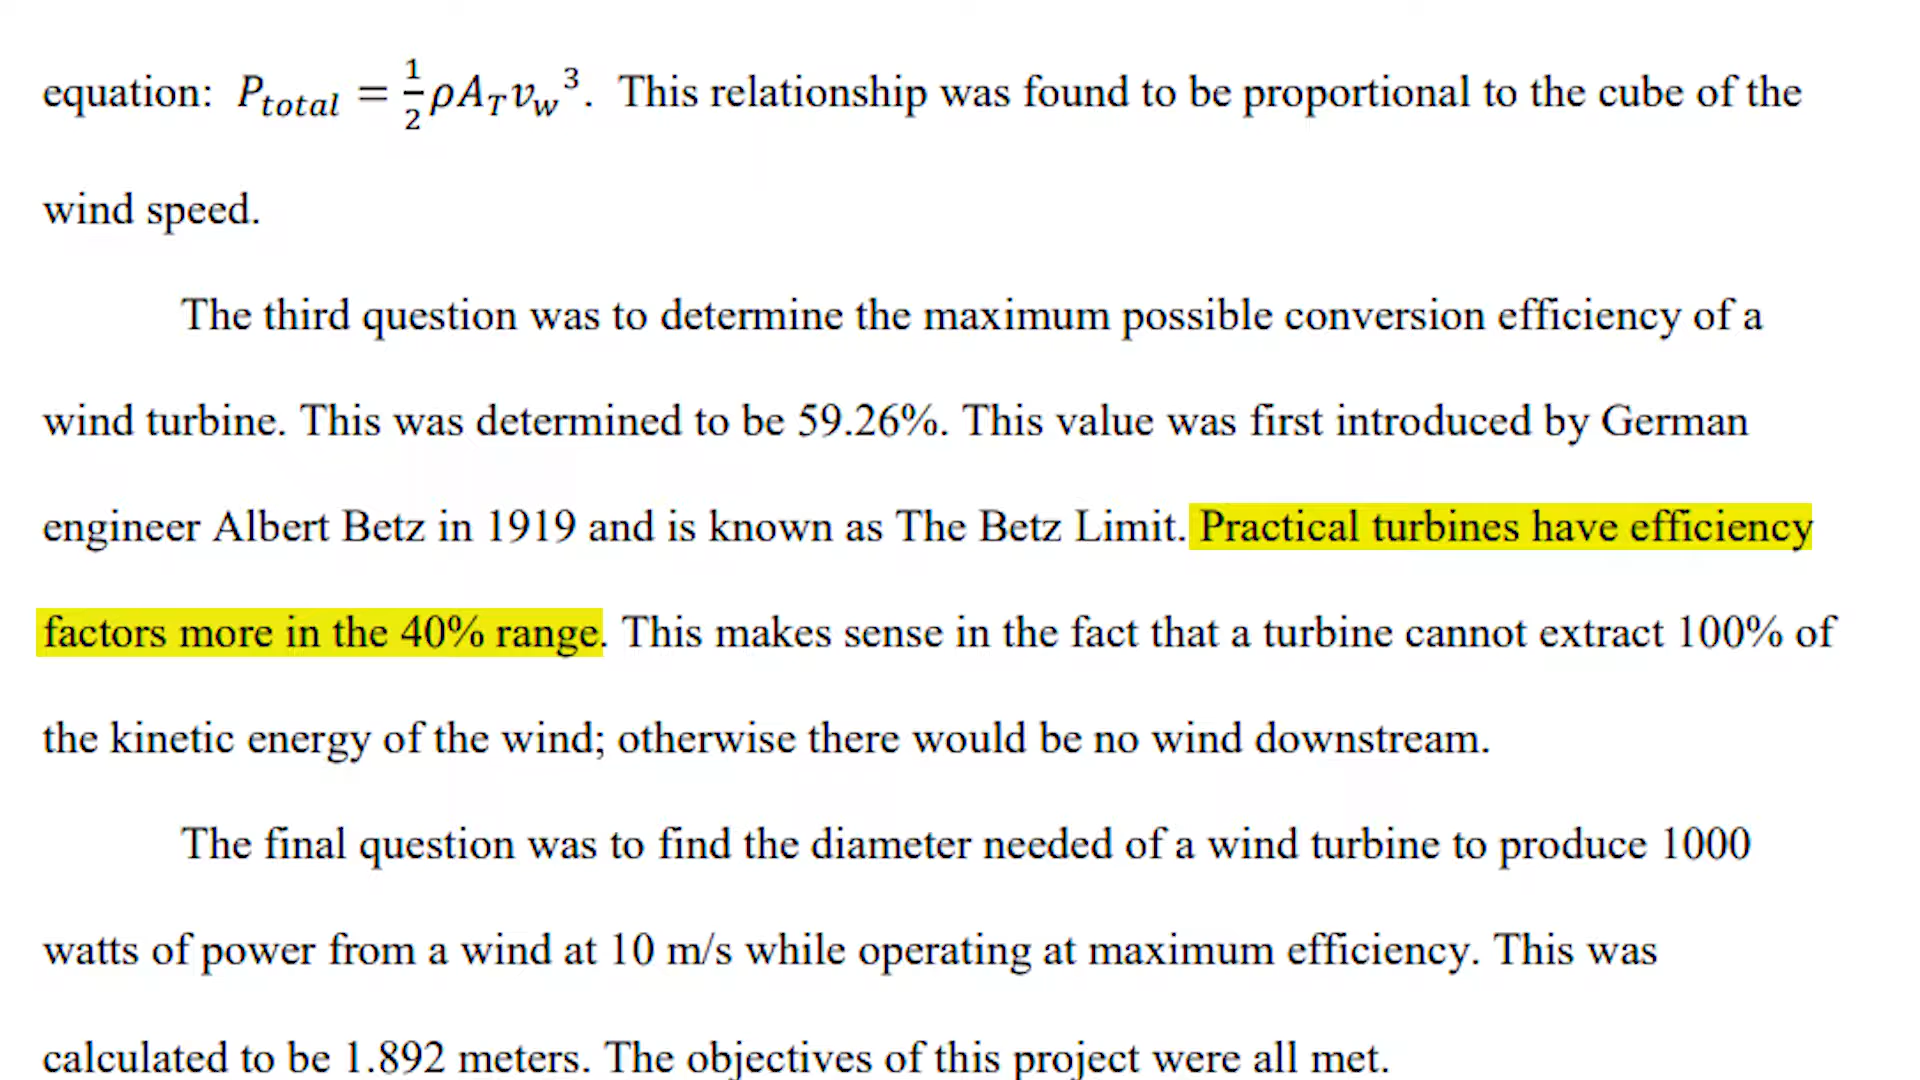 equation: P_total = 1/2 ρA_T v_w³. This relationship was found to be proportional to the cube of the
wind speed.
The third question was to determine the maximum possible conversion efficiency of a
wind turbine. This was determined to be 59.26%. This value was first introduced by German
engineer Albert Betz in 1919 and is known as The Betz Limit. Practical turbines have efficiency
factors more in the 40% range. This makes sense in the fact that a turbine cannot extract 100% of
the kinetic energy of the wind; otherwise there would be no wind downstream.
The final question was to find the diameter needed of a wind turbine to produce 1000
watts of power from a wind at 10 m/s while operating at maximum efficiency. This was
calculated to be 1.892 meters. The objectives of this project were all met.